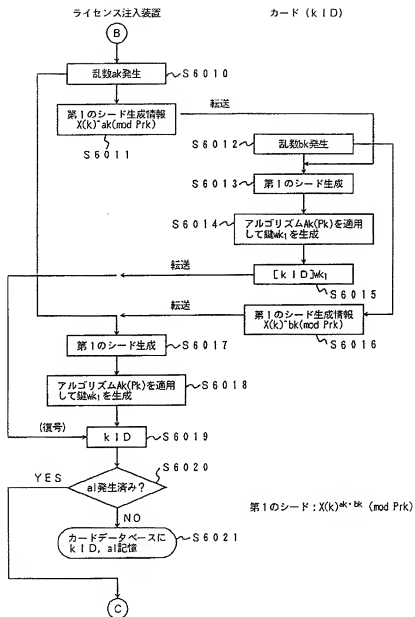 ライセンス注入装置
カード(kID)
B
乱数ak発生
S6010
転送
第1のシード生成情報
X(k)^ak(mod Prk)
S6011
S6012
乱数bk発生
S6013
第1のシード生成
S6014
アルゴリズムAk(Pk)を適用
して鍵wk₁を生成
転送
[kID]wk₁
S6015
転送
第1のシード生成情報
X(k)^bk(mod Prk)
S6016
第1のシード生成
S6017
アルゴリズムAk(Pk)を適用
して鍵wk₁を生成
S6018
(復号)
kID
S6019
S6020
YES
al発生済み?
NO
第1のシード:X(k)^ak・bk (mod Prk)
カードデータベースに
kID, al記憶
S6021
C